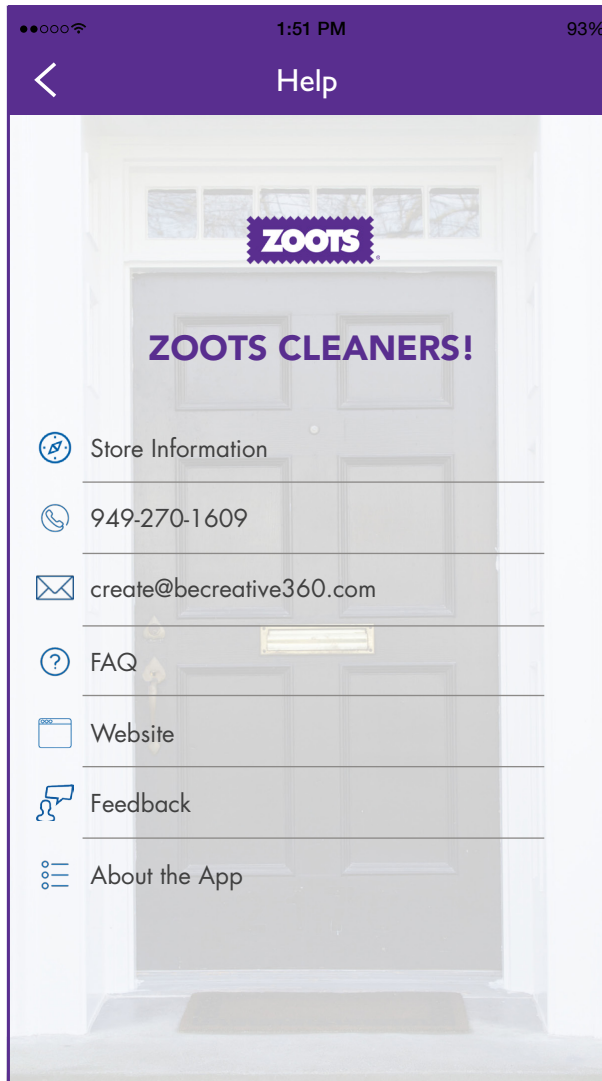 1:51 PM
93%
Help
ZOOTS
ZOOTS CLEANERS!
Store Information
949-270-1609
create@becreative360.com
FAQ
Website
Feedback
About the App